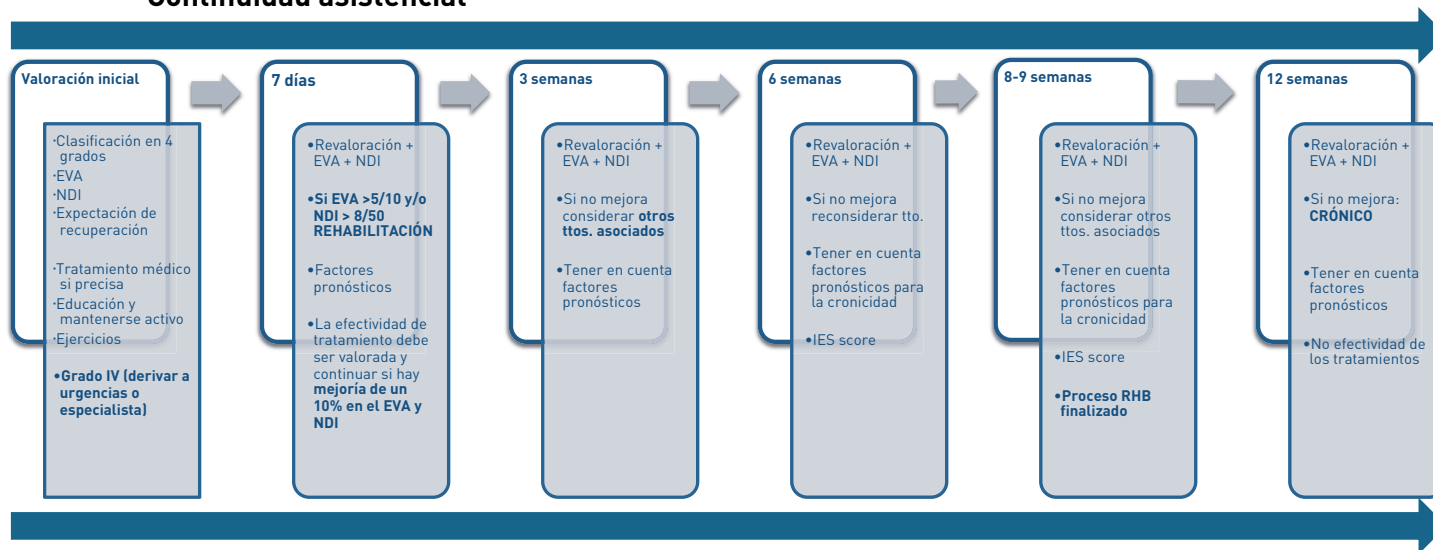 Continuidad asistencial
Valoración inicial
·Clasificación en 4
grados
·EVA
·NDI
·Expectación de
recuperación
·Tratamiento médico
si precisa
·Educación y
mantenerse activo
·Ejercicios
•Grado IV (derivar a
urgencias o
especialista)
7 días
•Revaloración +
EVA + NDI
•Si EVA >5/10 y/o
NDI > 8/50
REHABILITACIÓN
•Factores
pronósticos
•La efectividad de
tratamiento debe
ser valorada y
continuar si hay
mejoría de un
10% en el EVA y
NDI
3 semanas
•Revaloración +
EVA + NDI
•Si no mejora
considerar otros
ttos. asociados
•Tener en cuenta
factores
pronósticos
6 semanas
•Revaloración +
EVA + NDI
•Si no mejora
reconsiderar tto.
•Tener en cuenta
factores
pronósticos para
la cronicidad
•IES score
8-9 semanas
•Revaloración +
EVA + NDI
•Si no mejora
considerar otros
ttos. asociados
•Tener en cuenta
factores
pronósticos para
la cronicidad
•IES score
•Proceso RHB
finalizado
12 semanas
•Revaloración +
EVA + NDI
•Si no mejora:
CRÓNICO
•Tener en cuenta
factores
pronósticos
•No efectividad de
los tratamientos